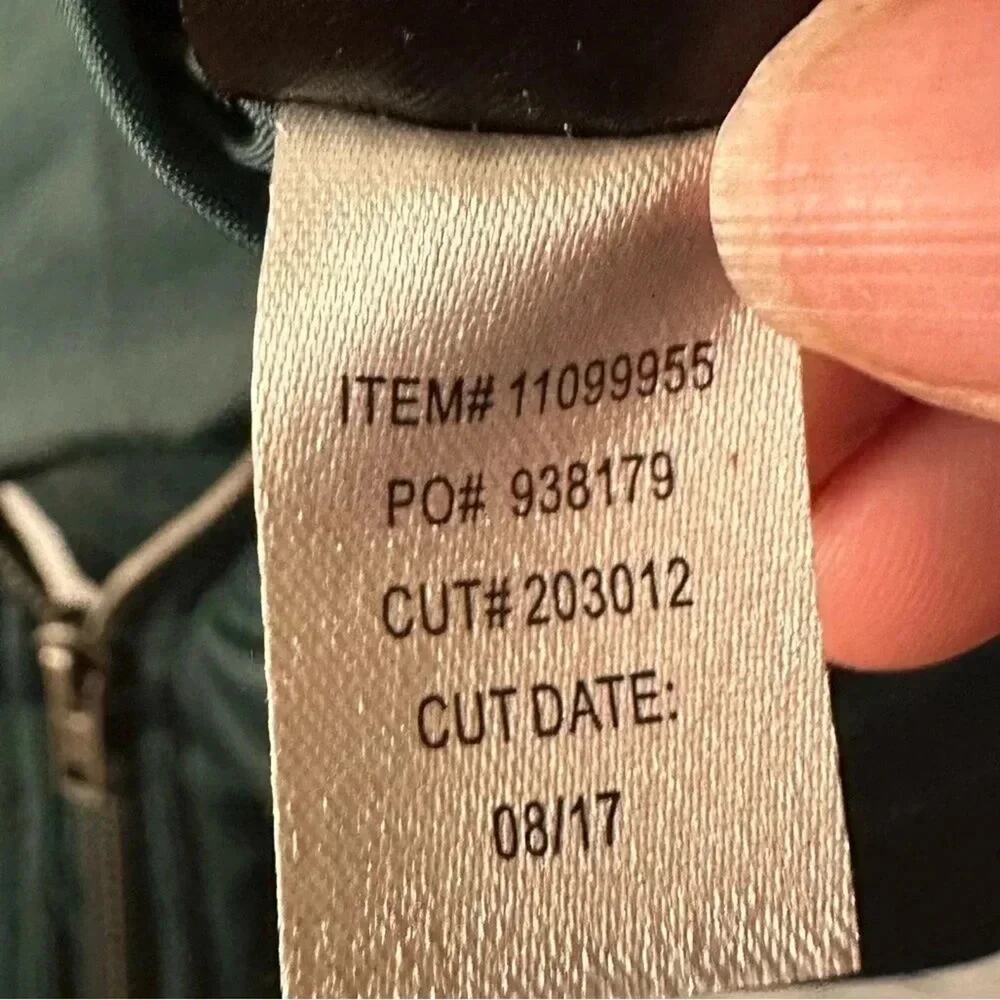 ITEM# 11099955
PO# 938179
CUT# 203012
CUT DATE:
08/17